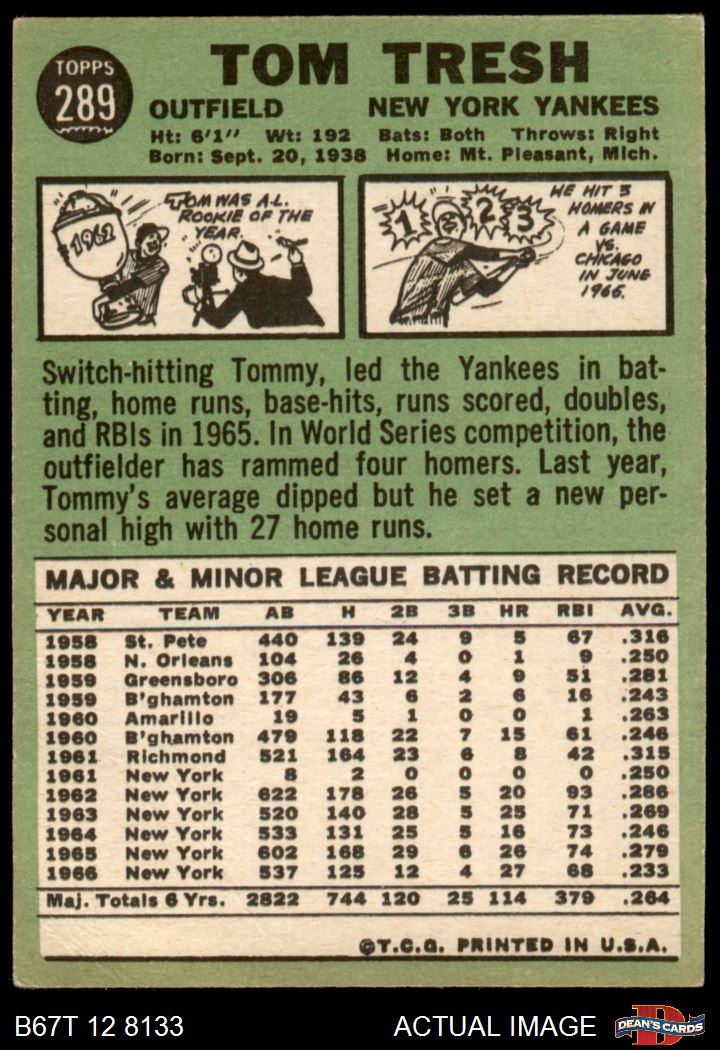 TOPPS
289
TOM TRESH
OUTFIELD NEW YORK YANKEES
Ht: 6'1" Wt: 192 Bats: Both Throws: Right
Born: Sept. 20, 1938 Home: Mt. Pleasant, Mich.
1962
TOM WAS A.L.
ROOKIE OF THE
YEAR.
1 2 3
HE HIT 3
HOMERS IN
A GAME
VS.
CHICAGO
IN JUNE
1966.
Switch-hitting Tommy, led the Yankees in bat-
ting, home runs, base-hits, runs scored, doubles,
and RBIs in 1965. In World Series competition, the
outfielder has rammed four homers. Last year,
Tommy's average dipped but he set a new per-
sonal high with 27 home runs.
MAJOR & MINOR LEAGUE BATTING RECORD
YEAR TEAM AB H 2B 3B HR RBI AVG.
1958 St. Pete 440 139 24 9 5 67 .316
1958 N. Orleans 104 26 4 0 1 9 .250
1959 Greensboro 306 86 12 4 9 51 .281
1959 B'ghamton 177 43 6 2 6 16 .243
1960 Amarillo 19 5 1 0 0 1 .263
1960 B'ghamton 479 118 22 7 15 61 .246
1961 Richmond 521 164 23 6 8 42 .315
1961 New York 8 2 0 0 0 0 .250
1962 New York 622 178 26 5 20 93 .286
1963 New York 520 140 28 5 25 71 .269
1964 New York 533 131 25 5 16 73 .246
1965 New York 602 168 29 6 26 74 .279
1966 New York 537 125 12 4 27 68 .233
Maj. Totals 6 Yrs. 2822 744 120 25 114 379 .264
©T.C.G. PRINTED IN U.S.A.
B67T 12 8133 ACTUAL IMAGE
D
DEAN'S CARDS